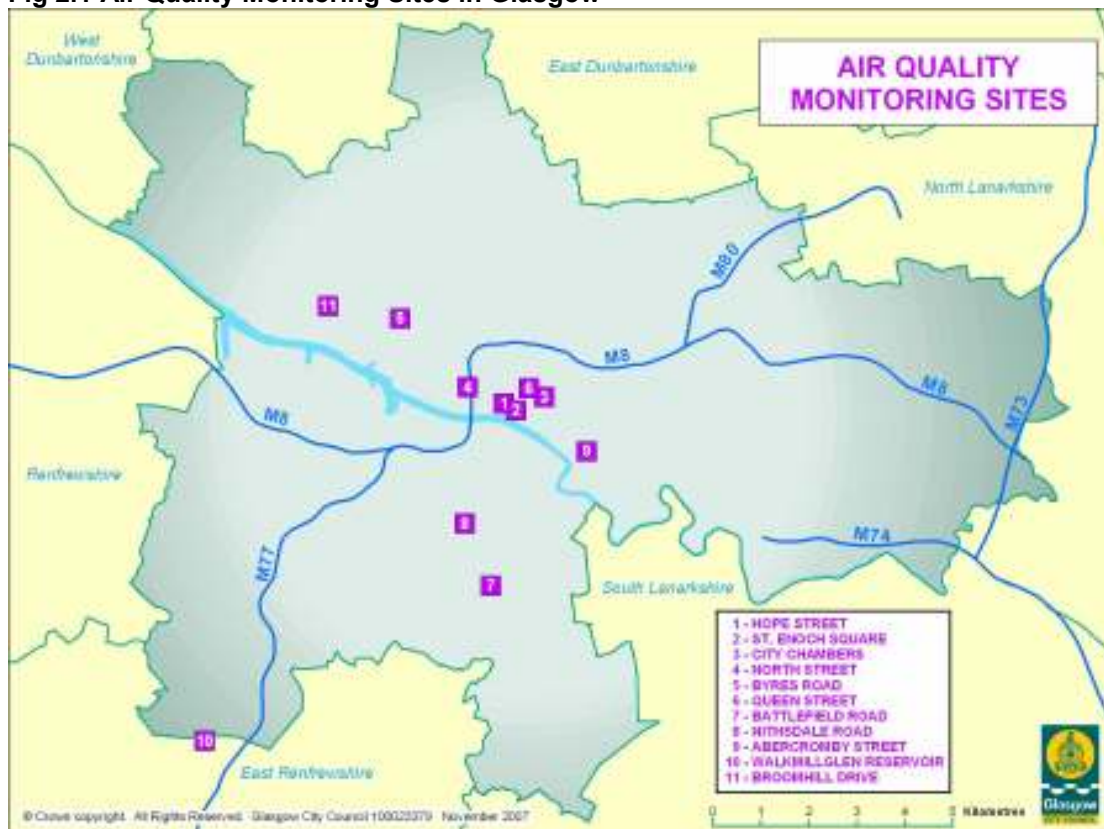 Fig 2.1 Air Quality Monitoring Sites in Glasgow
West
Dunbartonshire
East Dunbartonshire
AIR QUALITY
MONITORING SITES
North Lanarkshire
M80
11
5
M8
4
6
3
1
2
M8
M8
M73
9
Renfrewshire
8
M74
M77
7
South Lanarkshire
1 - HOPE STREET
2 - ST. ENOCH SQUARE
3 - CITY CHAMBERS
4 - NORTH STREET
5 - BYRES ROAD
6 - QUEEN STREET
7 - BATTLEFIELD ROAD
8 - NITHSDALE ROAD
9 - ABERCROMBY STREET
10 - WALKMILLGLEN RESERVOIR
11 - BROOMHILL DRIVE
10
East Renfrewshire
© Crown copyright. All Rights Reserved. Glasgow City Council 100023379 November 2007
0 1 2 3 4 5 Kilometres
Glasgow
CITY COUNCIL